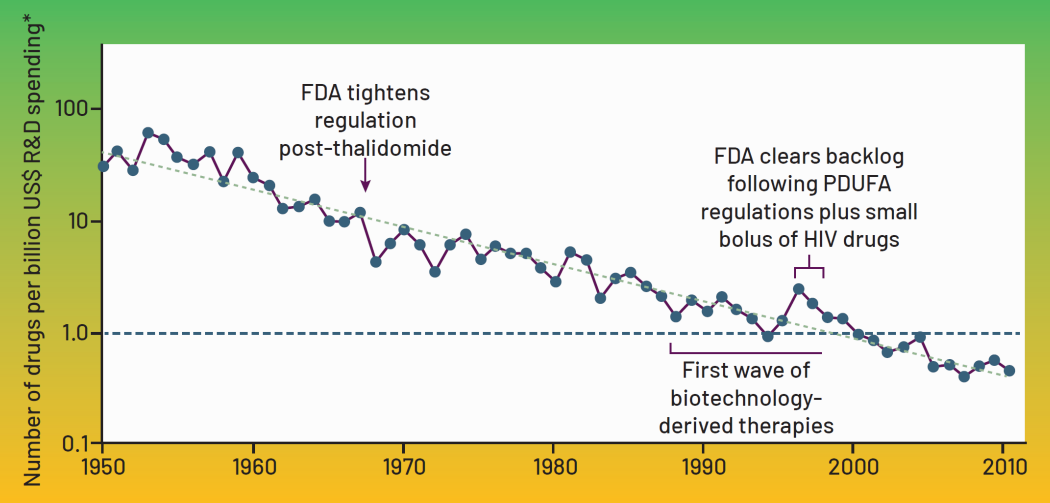 Number of drugs per billion US$ R&D spending*
100
10
1.0
0.1
FDA tightens
regulation
post-thalidomide
FDA clears backlog
following PDUFA
regulations plus small
bolus of HIV drugs
First wave of
biotechnology-
derived therapies
1950 1960 1970 1980 1990 2000 2010